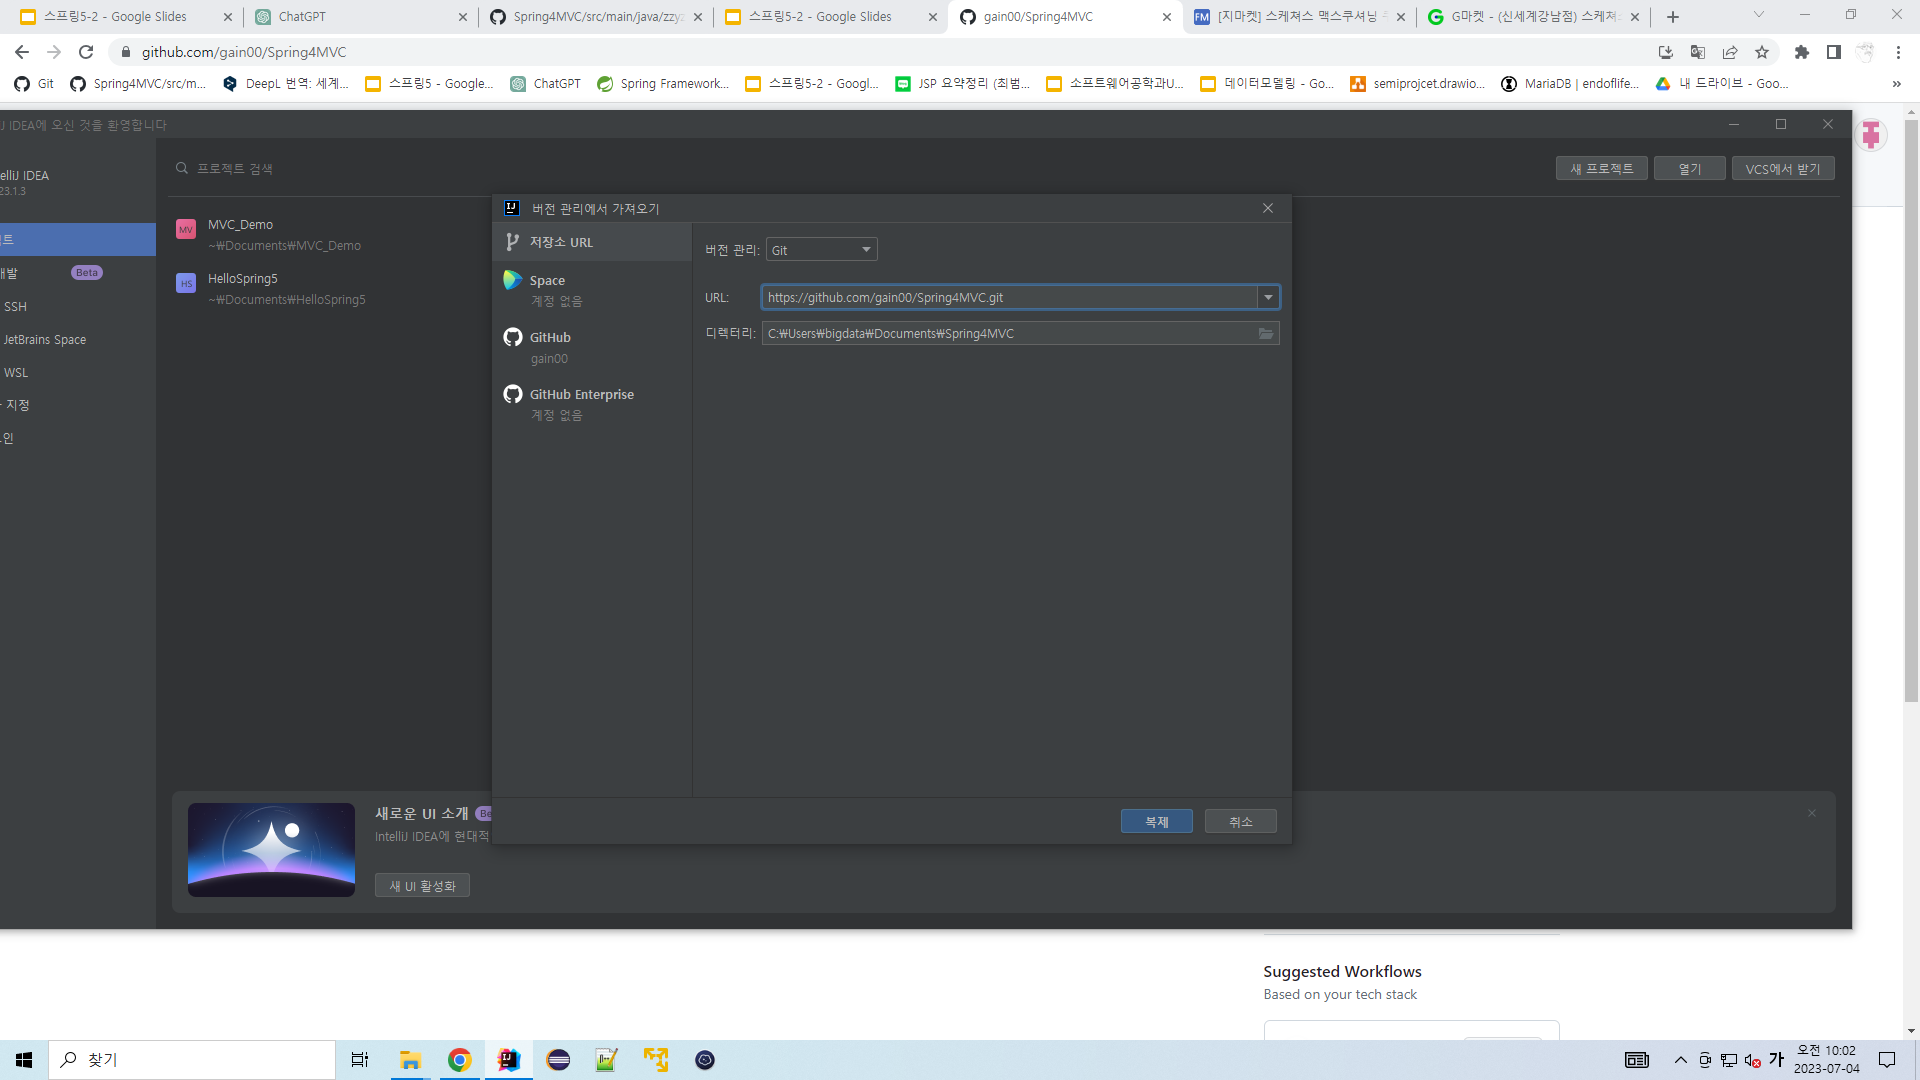 스프링5-2 - Google Slides
ChatGPT
Spring4MVC/src/main/java/zzyz
스프링5-2 - Google Slides
gain00/Spring4MVC
[지마켓] 스케쳐스 맥스쿠셔닝
G마켓 - (신세계강남점) 스케쳐
github.com/gain00/Spring4MVC
Git
Spring4MVC/src/m...
DeepL 번역: 세계...
스프링5 - Google...
ChatGPT
Spring Framework...
스프링5-2 - Googl...
JSP 요약정리 (최범...
소프트웨어공학과U...
데이터모델링 - Go...
semiprojcet.drawio...
MariaDB | endoflife...
내 드라이브 - Goo...
»
J IDEA에 오신 것을 환영합니다
elliJ IDEA
23.1.3
프로젝트 검색
새 프로젝트
열기
VCS에서 받기
트
개발
Beta
SSH
JetBrains Space
WSL
지정
인
MV
MVC_Demo
~₩Documents₩MVC_Demo
HS
HelloSpring5
~₩Documents₩HelloSpring5
버전 관리에서 가져오기
저장소 URL
Space
계정 없음
GitHub
gain00
GitHub Enterprise
계정 없음
버전 관리:
Git
URL:
https://github.com/gain00/Spring4MVC.git
디렉터리:
C:₩Users₩bigdata₩Documents₩Spring4MVC
복제
취소
새로운 UI 소개
Be
IntelliJ IDEA에 현대적
새 UI 활성화
Suggested Workflows
Based on your tech stack
찾기
가
오전 10:02
2023-07-04